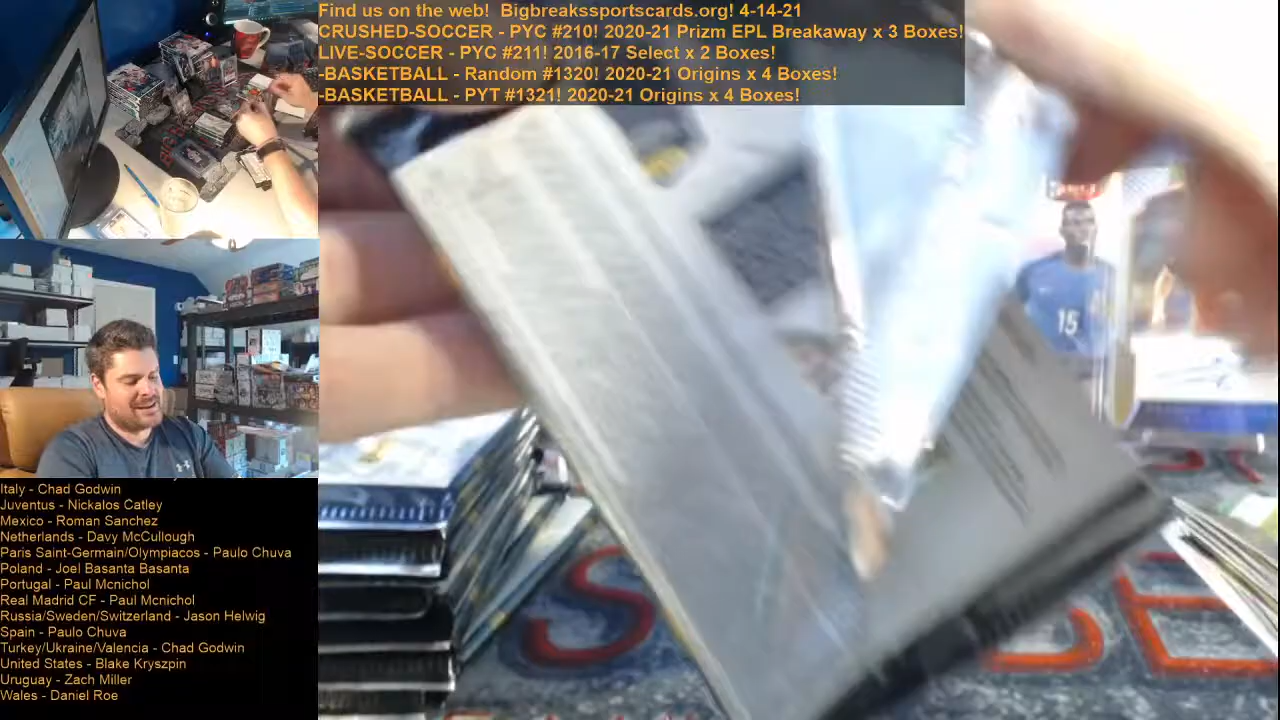 Find us on the web!  Bigbreakssportscards.org! 4-14-21
CRUSHED-SOCCER - PYC #210! 2020-21 Prizm EPL Breakaway x 3 Boxes!
LIVE-SOCCER - PYC #211! 2016-17 Select x 2 Boxes!
-BASKETBALL - Random #1320! 2020-21 Origins x 4 Boxes!
-BASKETBALL - PYT #1321! 2020-21 Origins x 4 Boxes!
15
Italy - Chad Godwin
Juventus - Nickalos Catley
Mexico - Roman Sanchez
Netherlands - Davy McCullough
Paris Saint-Germain/Olympiacos - Paulo Chuva
Poland - Joel Basanta Basanta
Portugal - Paul Mcnichol
Real Madrid CF - Paul Mcnichol
Russia/Sweden/Switzerland - Jason Helwig
Spain - Paulo Chuva
Turkey/Ukraine/Valencia - Chad Godwin
United States - Blake Kryszpin
Uruguay - Zach Miller
Wales - Daniel Roe